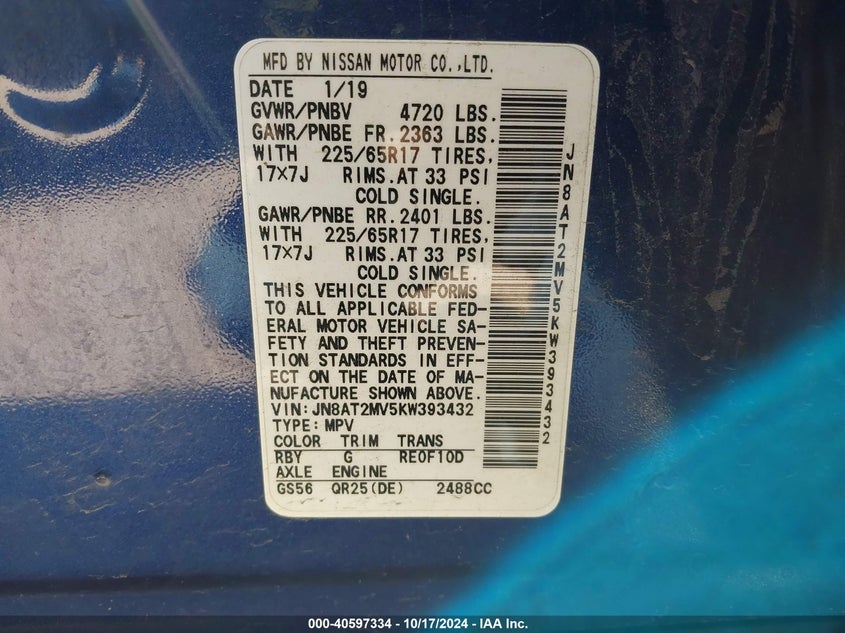 MFD BY NISSAN MOTOR CO.,LTD.
DATE 1/19
GVWR/PNBV 4720 LBS.
GAWR/PNBE FR. 2363 LBS.
WITH 225/65R17 TIRES,
17×7J RIMS.AT 33 PSI
COLD SINGLE.
GAWR/PNBE RR. 2401 LBS.
WITH 225/65R17 TIRES,
17×7J RIMS.AT 33 PSI
COLD SINGLE.
THIS VEHICLE CONFORMS
TO ALL APPLICABLE FED-
ERAL MOTOR VEHICLE SA-
FETY AND THEFT PREVEN-
TION STANDARDS IN EFF-
ECT ON THE DATE OF MA-
NUFACTURE SHOWN ABOVE.
VIN:JN8AT2MV5KW393432
TYPE:MPV
COLOR TRIM TRANS
RBY G RE0F10D
AXLE ENGINE
GS56 QR25(DE) 2488CC
JN8AT2MV5KW393432
000-40597334 - 10/17/2024 - IAA Inc.